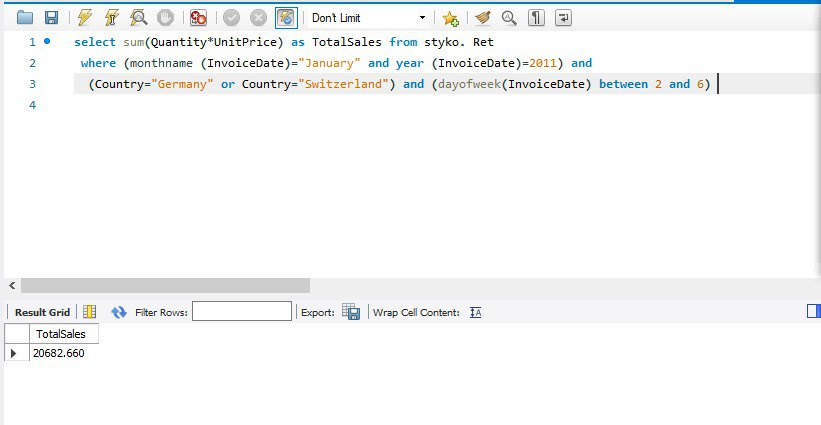 Don't Limit
1 select sum(Quantity*UnitPrice) as TotalSales from styko. Ret
2 where (monthname (InvoiceDate)="January" and year (InvoiceDate)=2011) and
3 (Country="Germany" or Country="Switzerland") and (dayofweek(InvoiceDate) between 2 and 6)
4
Result Grid Filter Rows: Export: Wrap Cell Content:
TotalSales
20682.660